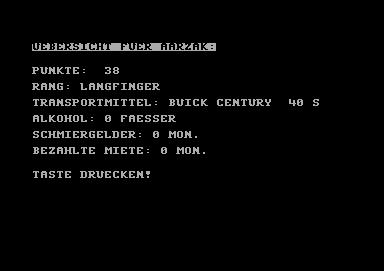 UEBERSICHT FUER AARZAK:
PUNKTE:  38
RANG: LANGFINGER
TRANSPORTMITTEL: BUICK CENTURY  40 S
ALKOHOL: 0 FAESSER
SCHMIERGELDER: 0 MON.
BEZAHLTE MIETE: 0 MON.
TASTE DRUECKEN!